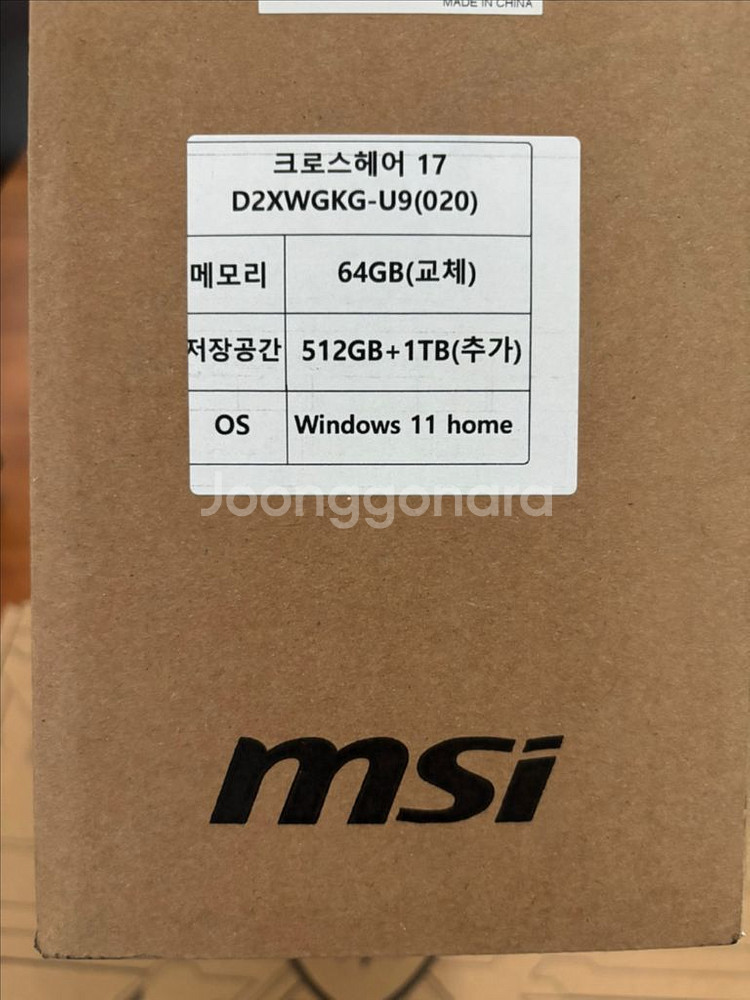 MADE IN CHINA
크로스헤어 17
D2XWGKG-U9(020)
메모리 64GB(교체)
저장공간 512GB+1TB(추가)
OS Windows 11 home
Joonggonara
msi